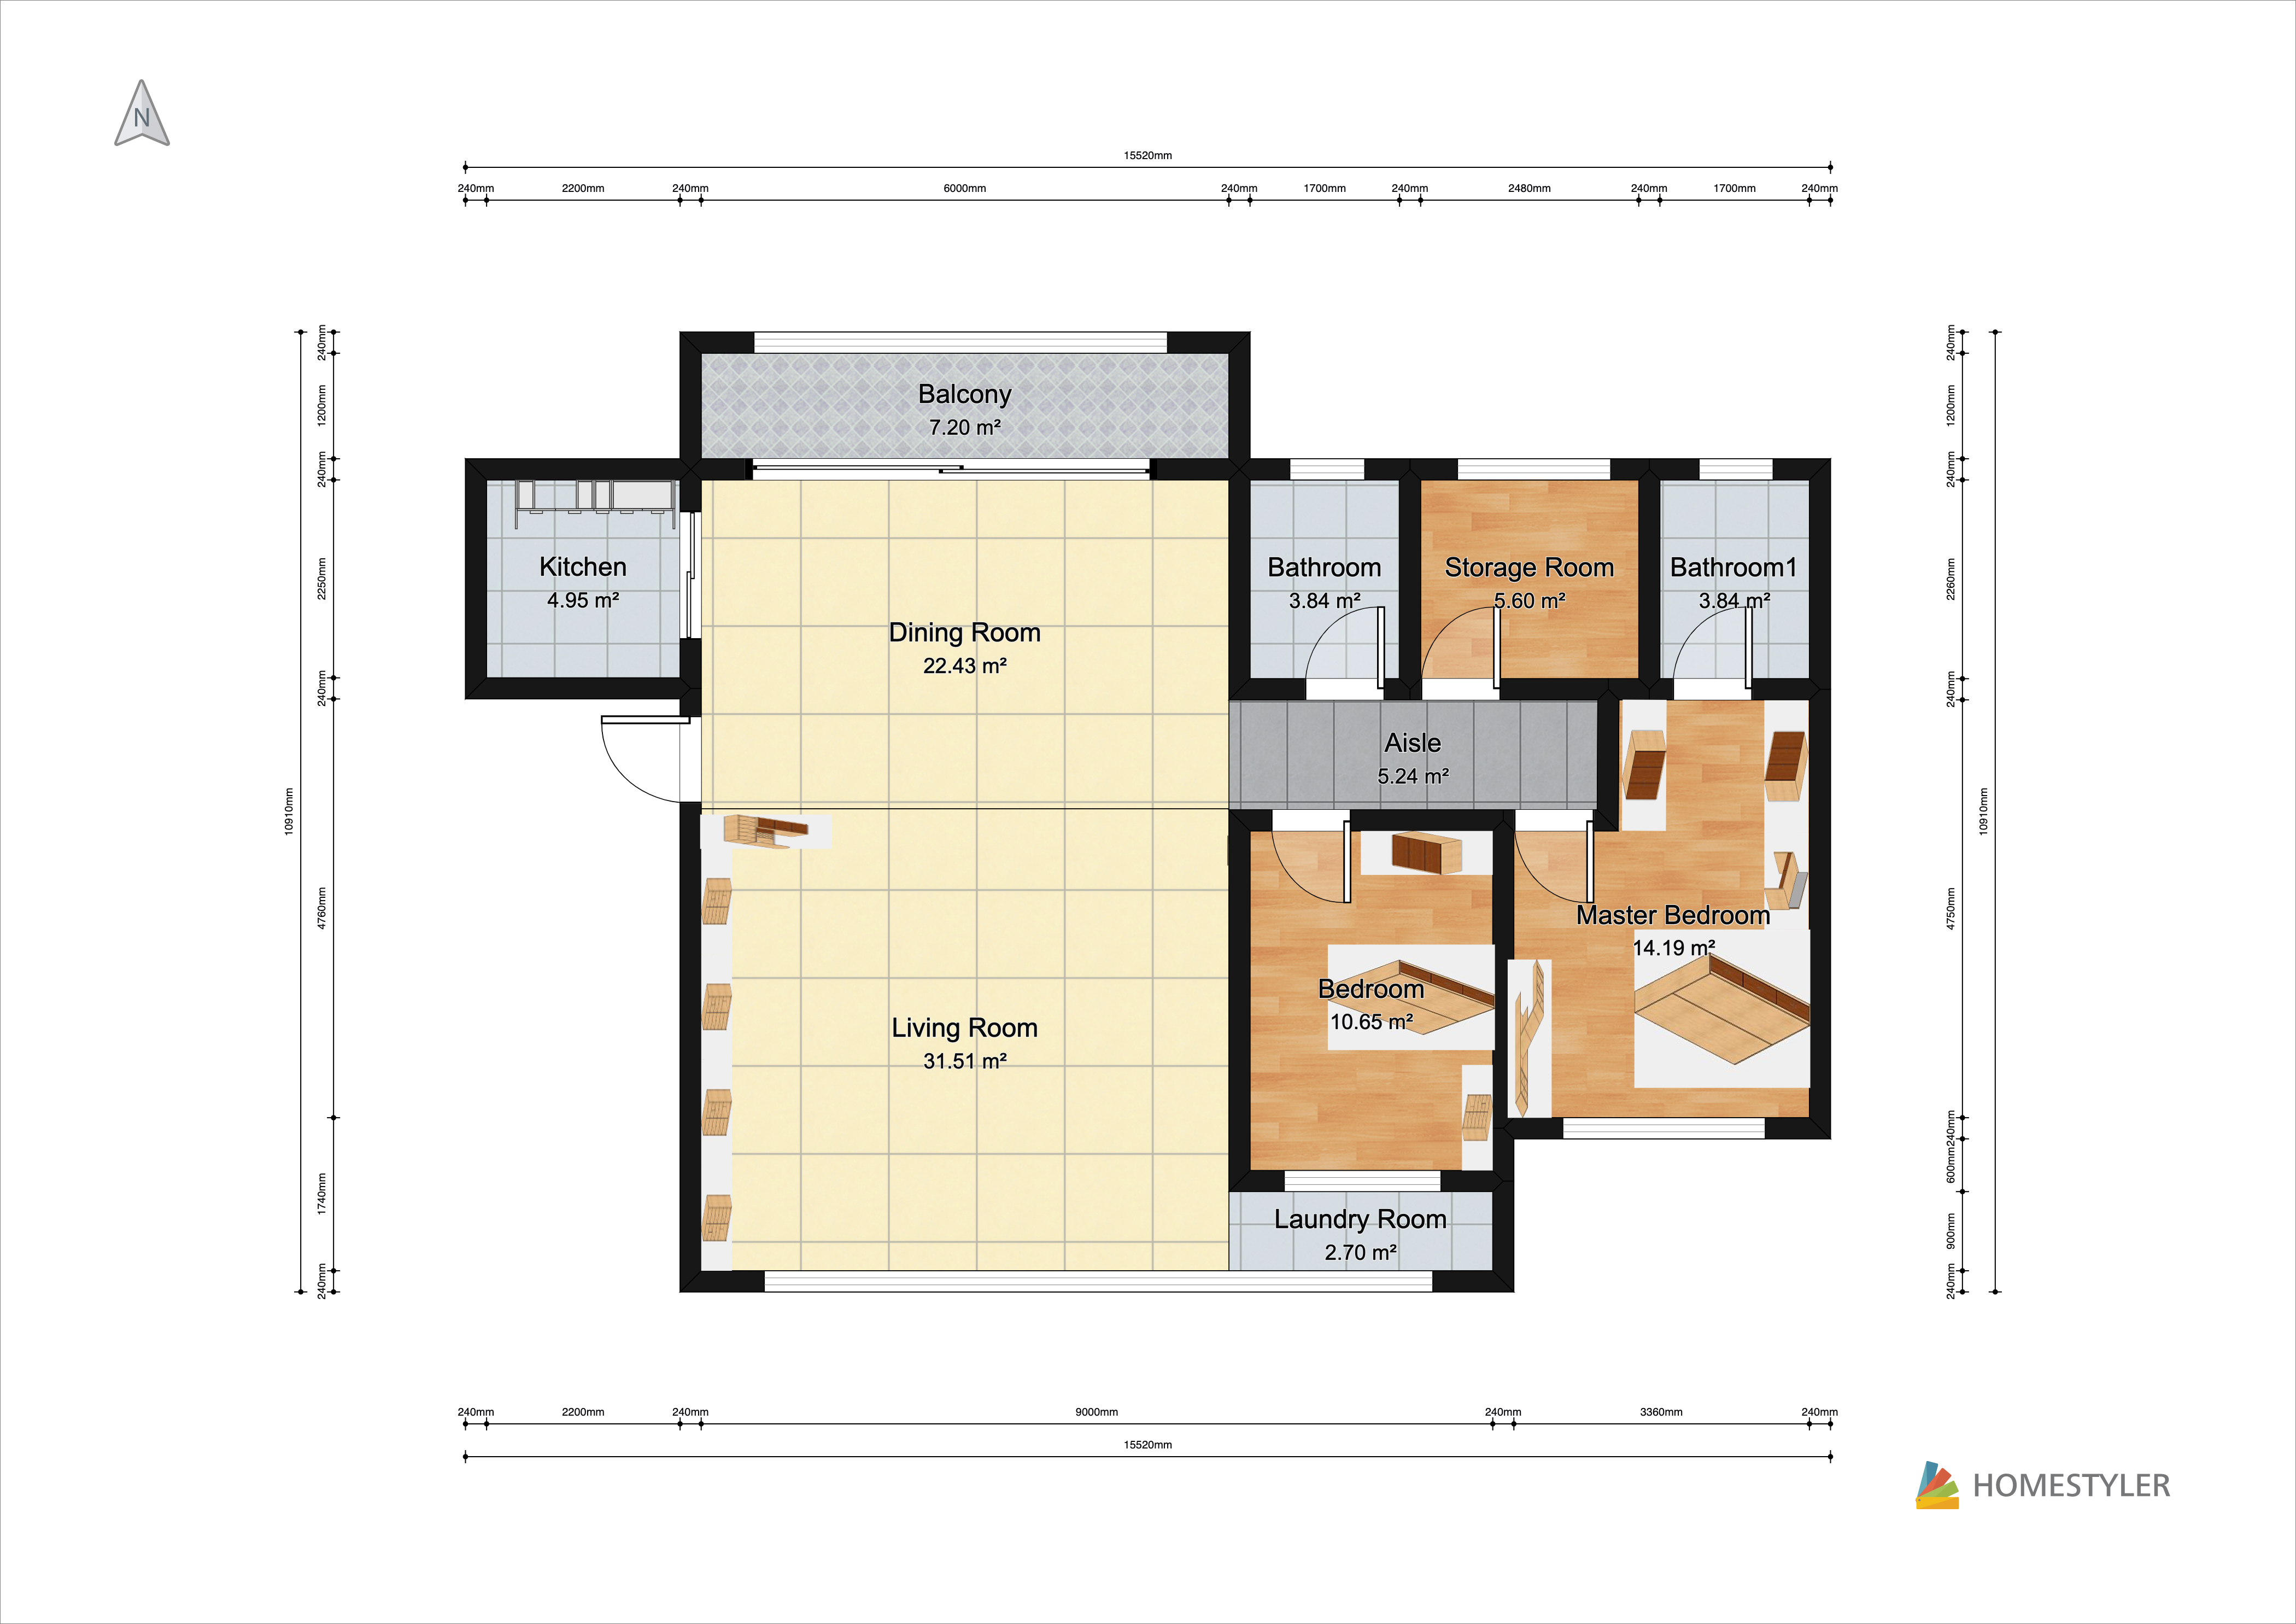 N
15520mm
240mm 2200mm 240mm 6000mm 240mm 1700mm 240mm 2480mm 240mm 1700mm 240mm
240mm
1200mm
240mm
2250mm
240mm
4760mm
1740mm
240mm
10910mm
Balcony
7.20 m²
Kitchen
4.95 m²
Dining Room
22.43 m²
Bathroom
3.84 m²
Storage Room
5.60 m²
Bathroom1
3.84 m²
Aisle
5.24 m²
Master Bedroom
14.19 m²
Bedroom
10.65 m²
Living Room
31.51 m²
Laundry Room
2.70 m²
240mm
1200mm
240mm
2260mm
240mm
4750mm
240mm
600mm
900mm
240mm
10910mm
240mm 2200mm 240mm 9000mm 240mm 3360mm 240mm
15520mm
HOMESTYLER